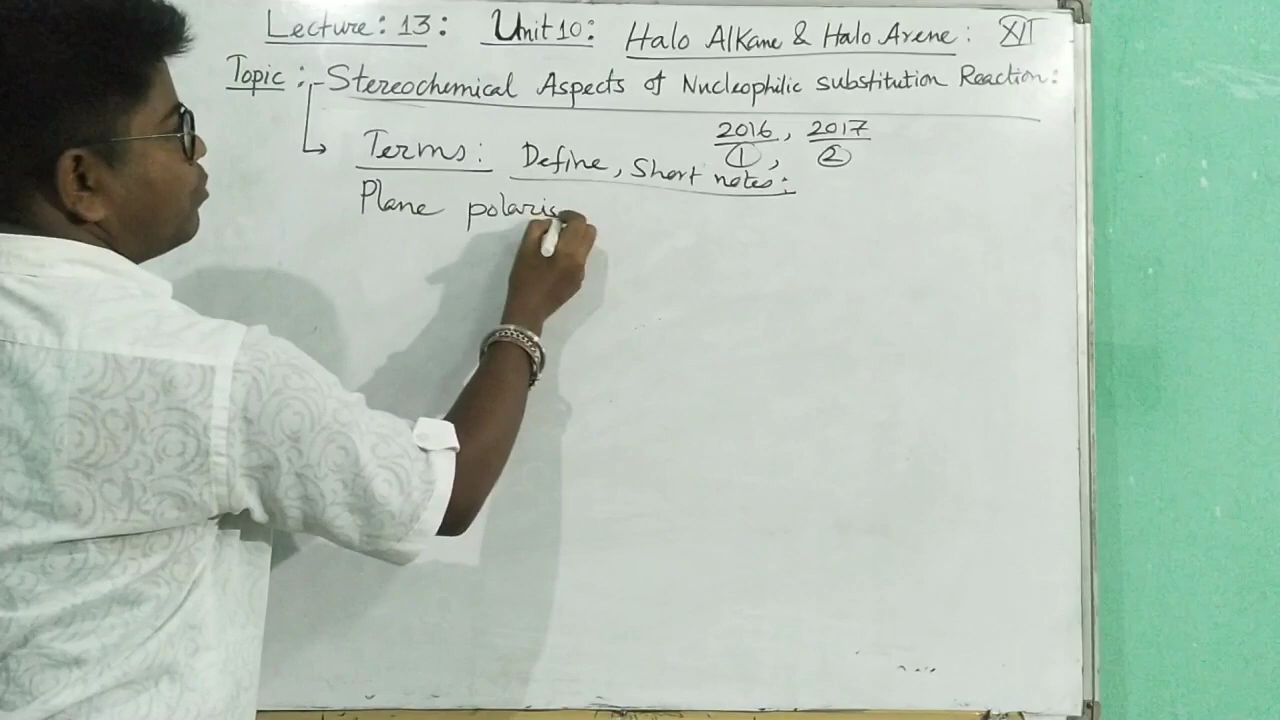 Lecture: 13: Unit 10: Halo Alkane & Halo Arene: XII
Topic :- Stereochemical Aspects of Nucleophilic substitution Reaction:
Terms: Define, Short notes: 2016, 2017
1, 2
Plane polaris